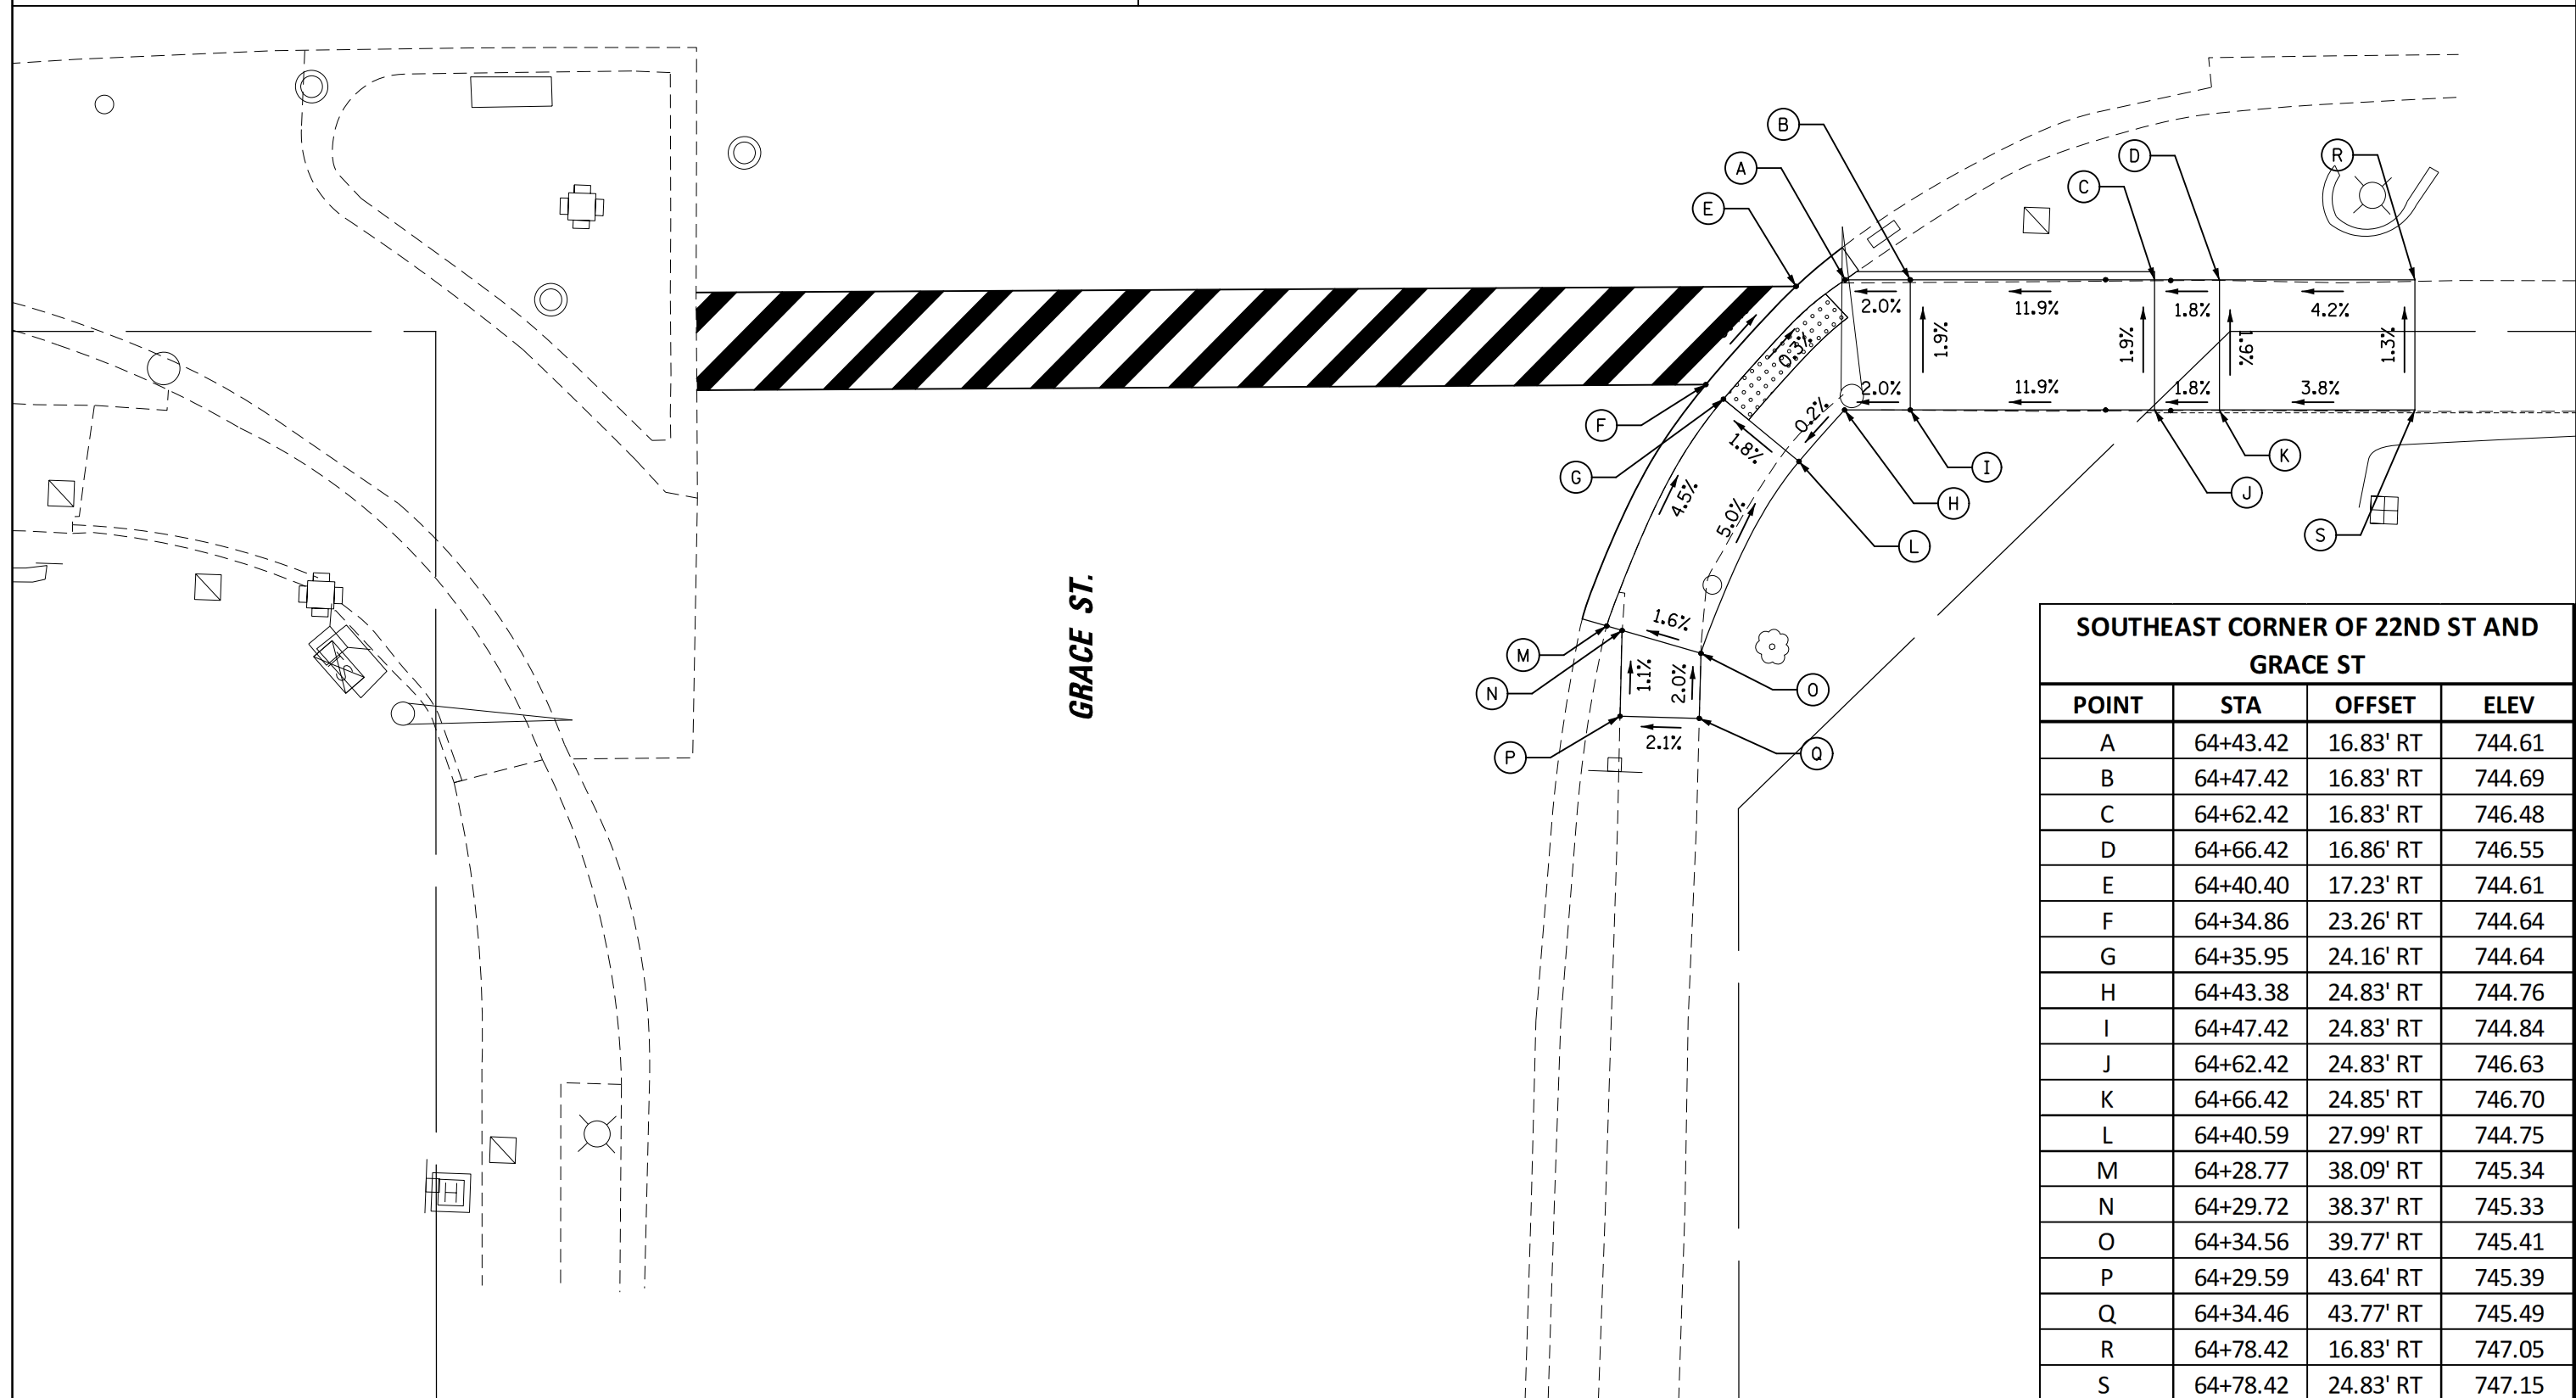 B
A
D
R
C
E
2.0%
11.9%
1.8%
4.2%
1.9%
1.9%
1.9%
1.3%
0.3%
2.0%
11.9%
1.8%
3.8%
F
0.2%
1.8%
G
I
K
J
H
4.5%
5.0%
L
S
GRACE ST.
1.6%
M
N
1.1%
2.0%
O
P
2.1%
Q
H
SOUTHEAST CORNER OF 22ND ST AND
GRACE ST
POINT STA OFFSET ELEV
A 64+43.42 16.83' RT 744.61
B 64+47.42 16.83' RT 744.69
C 64+62.42 16.83' RT 746.48
D 64+66.42 16.86' RT 746.55
E 64+40.40 17.23' RT 744.61
F 64+34.86 23.26' RT 744.64
G 64+35.95 24.16' RT 744.64
H 64+43.38 24.83' RT 744.76
I 64+47.42 24.83' RT 744.84
J 64+62.42 24.83' RT 746.63
K 64+66.42 24.85' RT 746.70
L 64+40.59 27.99' RT 744.75
M 64+28.77 38.09' RT 745.34
N 64+29.72 38.37' RT 745.33
O 64+34.56 39.77' RT 745.41
P 64+29.59 43.64' RT 745.39
Q 64+34.46 43.77' RT 745.49
R 64+78.42 16.83' RT 747.05
S 64+78.42 24.83' RT 747.15